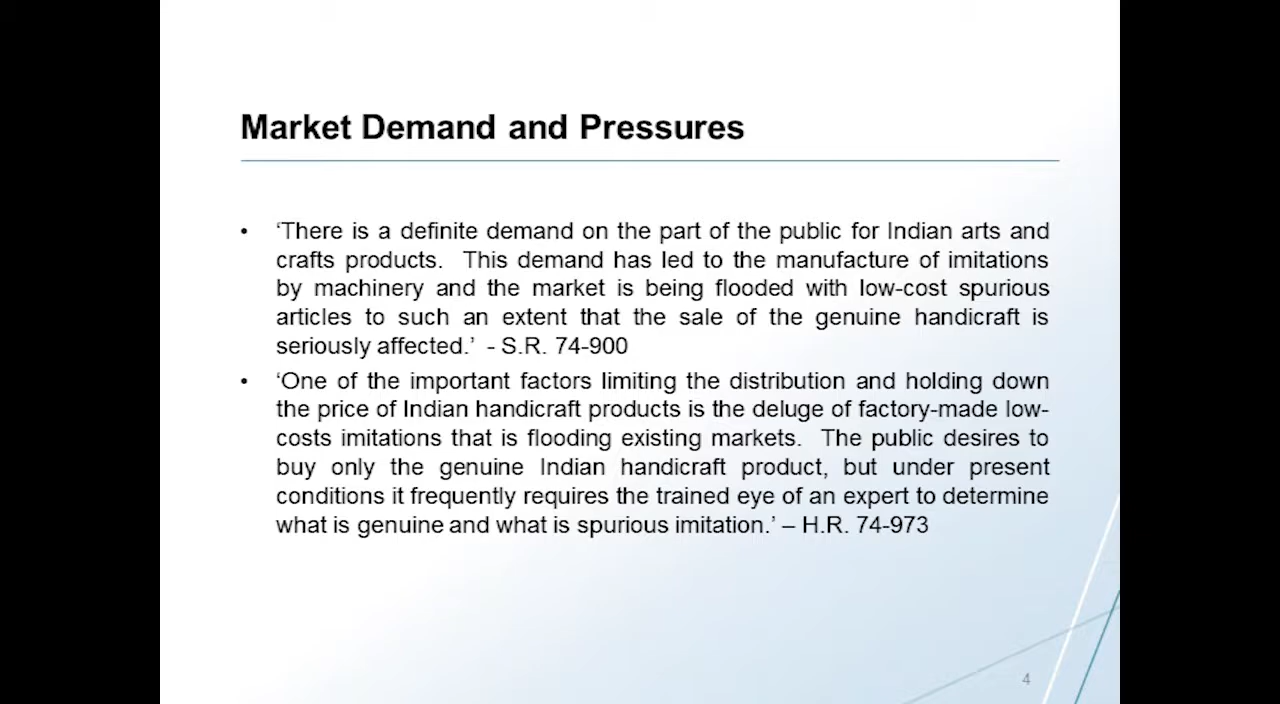 Market Demand and Pressures
• ‘There is a definite demand on the part of the public for Indian arts and
crafts products.  This demand has led to the manufacture of imitations
by machinery and the market is being flooded with low-cost spurious
articles to such an extent that the sale of the genuine handicraft is
seriously affected.’  - S.R. 74-900
• ‘One of the important factors limiting the distribution and holding down
the price of Indian handicraft products is the deluge of factory-made low-
costs imitations that is flooding existing markets.  The public desires to
buy only the genuine Indian handicraft product, but under present
conditions it frequently requires the trained eye of an expert to determine
what is genuine and what is spurious imitation.’ – H.R. 74-973
4